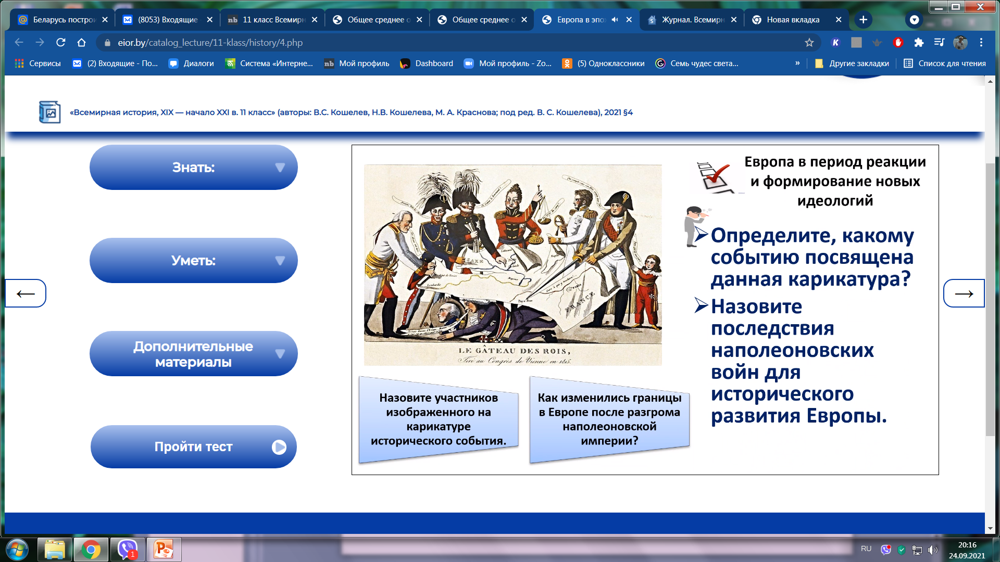 Беларусь построи
(8053) Входящие -
11 класс Всемирн
Общее среднее о
Общее среднее о
Европа в эпох
Журнал. Всемирн
Новая вкладка
eior.by/catalog_lecture/11-klass/history/4.php
Сервисы
(2) Входящие - По...
Диалоги
Система «Интерне...
nb
Мой профиль
Dashboard
Мой профиль - Zo...
(5) Одноклассники
Семь чудес света...
»
Другие закладки
Список для чтения
«Всемирная история, XIX — начало XXI в. 11 класс» (авторы: В.С. Кошелев, Н.В. Кошелева, М. А. Краснова; под ред. В. С. Кошелева), 2021 §4
Знать:
Уметь:
Дополнительные
материалы
Пройти тест
←
→
SAXE
FRANCE
PARIS
LE GÂTEAU DES ROIS,
Tiré au Congrès de Vienne en 1815.
Назовите участников
изображенного на
карикатуре
исторического события.
Как изменились границы
в Европе после разгрома
наполеоновской
империи?
Европа в период реакции
и формирование новых
идеологий
Определите, какому
событию посвящена
данная карикатура?
Назовите
последствия
наполеоновских
войн для
исторического
развития Европы.
1
RU
20:16
24.09.2021